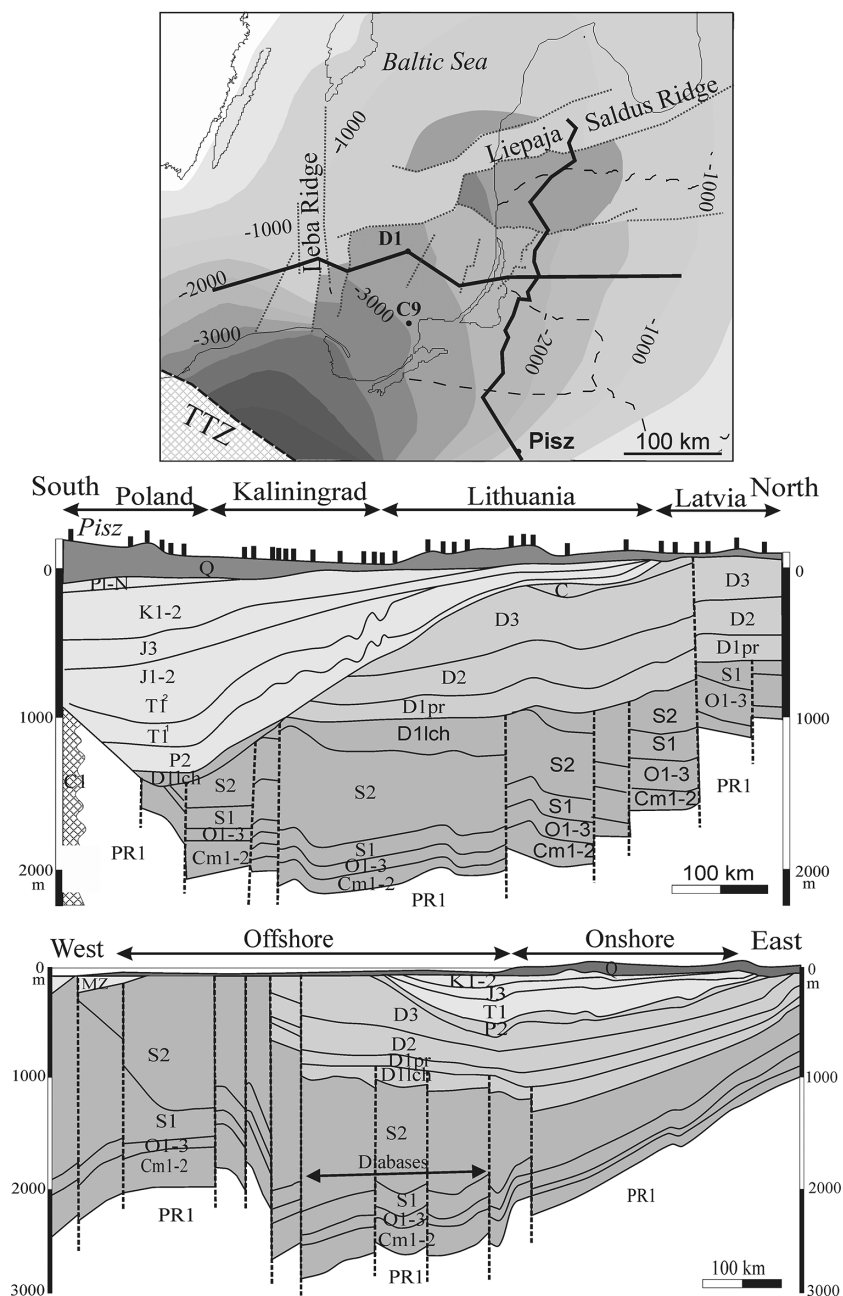 Baltic Sea
Liepaja Saldus Ridge
-1000
-1000
Leba Ridge
-1000
D1
-2000
-3000
C9
-3000
-2000
-1000
TTZ
Pisz
100 km
South North
Poland Kaliningrad Lithuania Latvia
Pisz
0 Q 0
Pl-N
C
D3
K1-2
D3
D2
J3
D1pr
J1-2
D2
S1
T1²
D1pr
O1-3
1000 1000
T1¹
D1lch
S2
P2
S1
D1lch
S2
S2
S2
O1-3
C1
S1
S1
Cm1-2
PR1
O1-3
S1
O1-3
PR1
Cm1-2
O1-3
Cm1-2
2000 2000
m m
Cm1-2
PR1
100 km
West Offshore Onshore East
0 Q 0
m m
MZ
K1-2
J3
T1
D3
P2
D2
S2
D1pr
D1lch
1000 1000
S1
S2
O1-3
Diabases
Cm1-2
2000 2000
S1
PR1
O1-3
PR1
Cm1-2
PR1
100 km
3000 3000